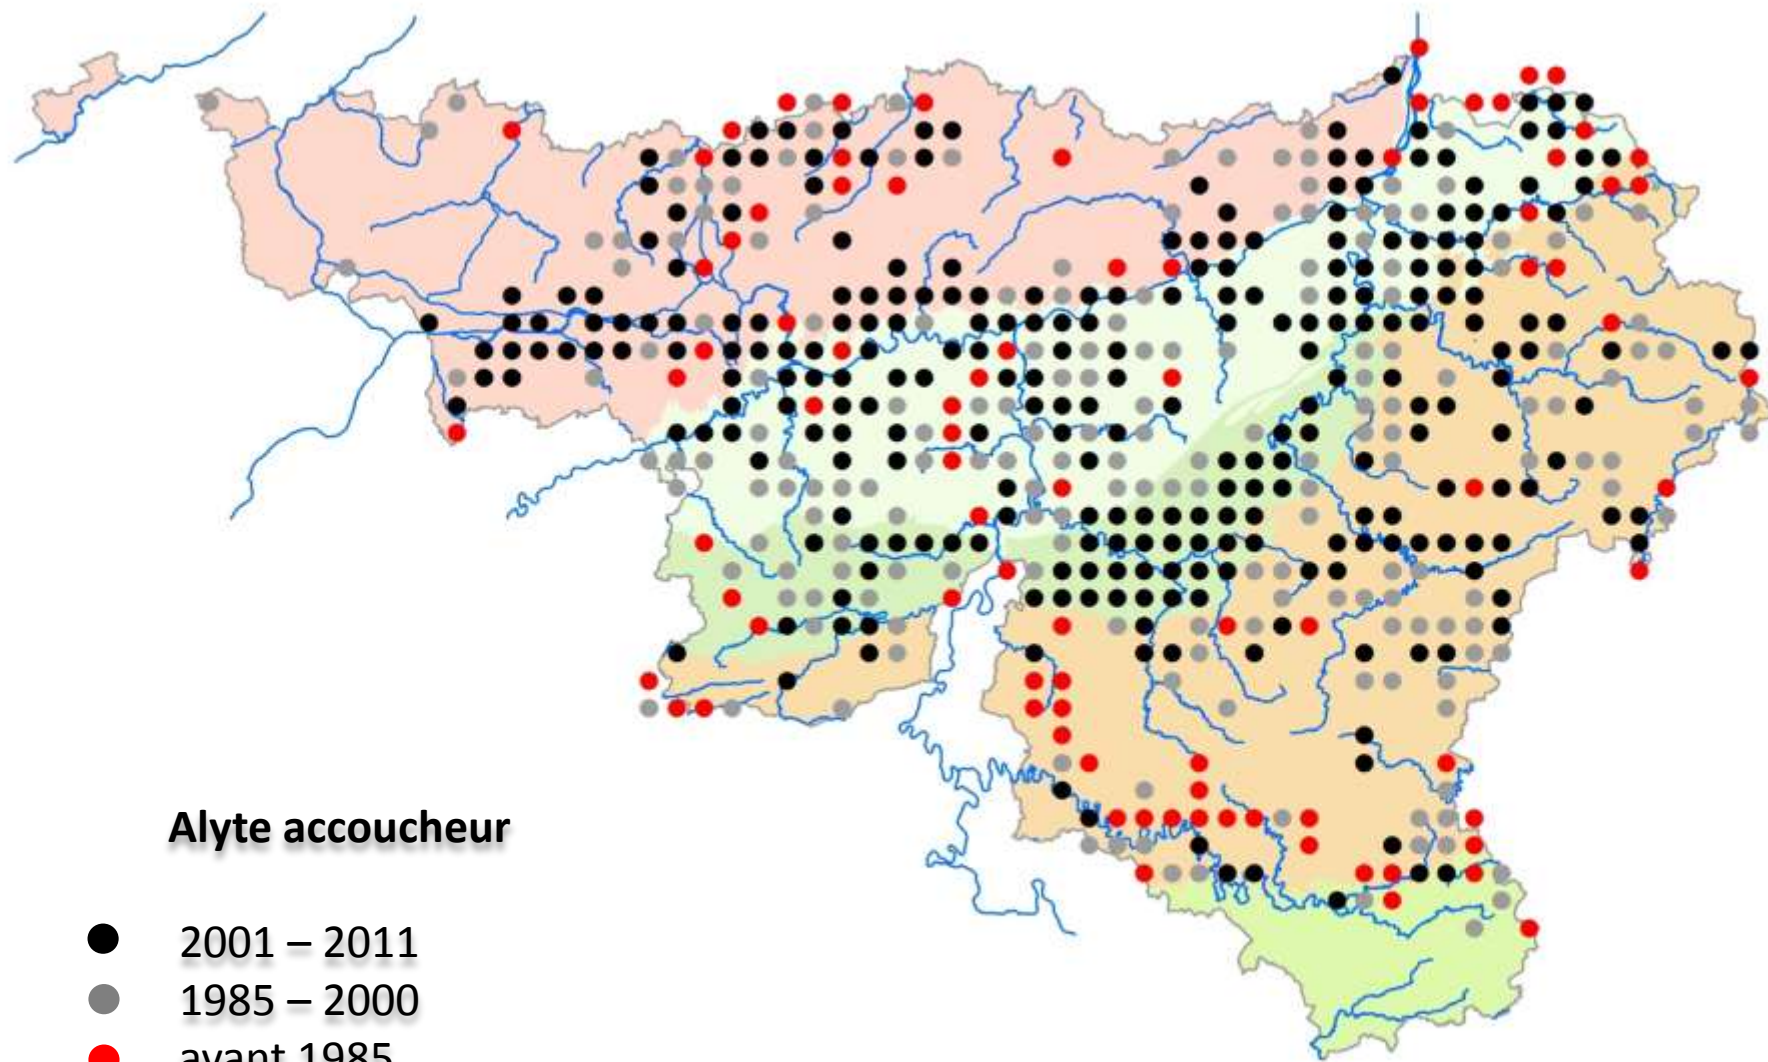 Alyte accoucheur
2001 – 2011
1985 – 2000
avant 1985